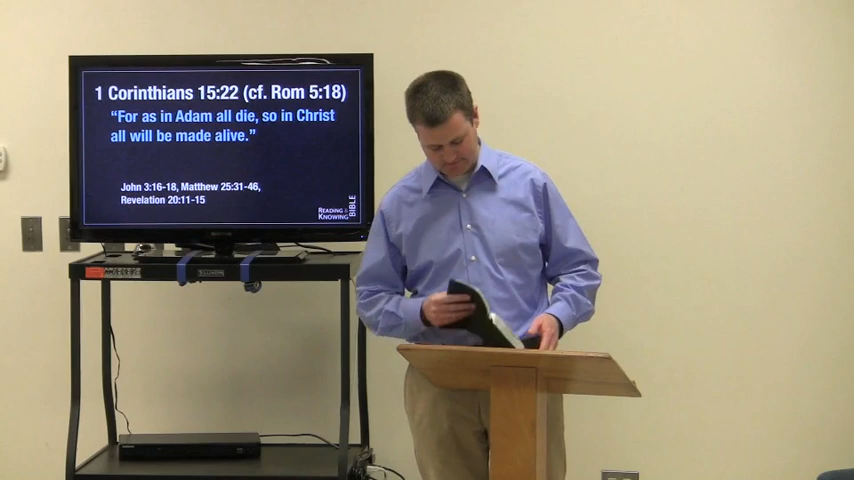 1 Corinthians 15:22 (cf. Rom 5:18)
“For as in Adam all die, so in Christ
all will be made alive.”
John 3:16-18, Matthew 25:31-46,
Revelation 20:11-15
READING &
KNOWING
BIBLE